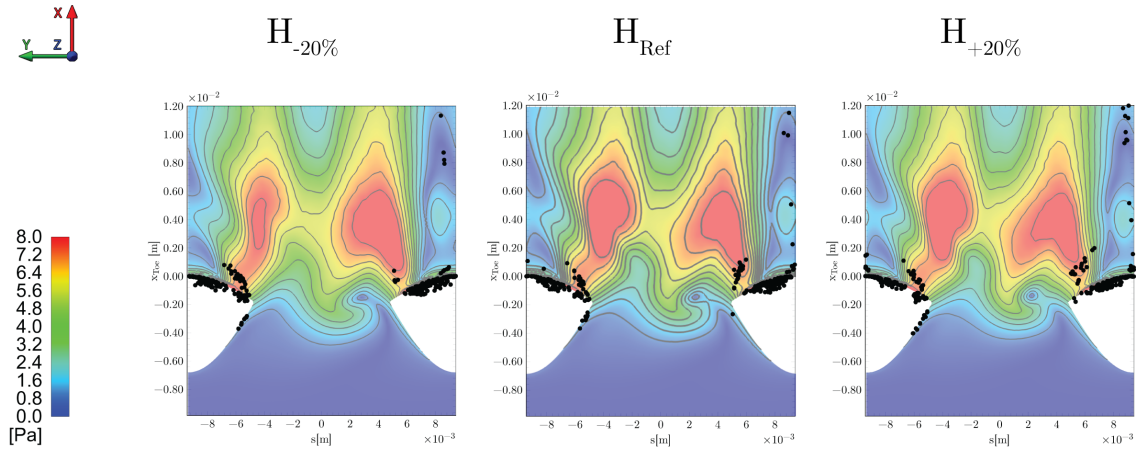 X
Y
Z
H-20%
HRef
H+20%
×10−2
×10−2
×10−2
1.20
1.00
0.80
0.60
0.40
0.20
0.00
−0.20
−0.40
−0.60
−0.80
xToe [m]
1.20
1.00
0.80
0.60
0.40
0.20
0.00
−0.20
−0.40
−0.60
−0.80
xToe [m]
1.20
1.00
0.80
0.60
0.40
0.20
0.00
−0.20
−0.40
−0.60
−0.80
xToe [m]
8.0
7.2
6.4
5.6
4.8
4.0
3.2
2.4
1.6
0.8
0.0
[Pa]
−8 −6 −4 −2 0 2 4 6 8
s[m] ×10−3
−8 −6 −4 −2 0 2 4 6 8
s[m] ×10−3
−8 −6 −4 −2 0 2 4 6 8
s[m] ×10−3